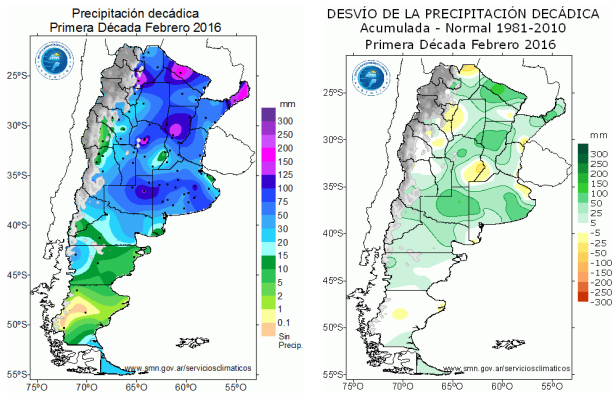 Precipitación decádica
Primera Década Febrero 2016
25°S
30°S
35°S
40°S
45°S
50°S
55°S
75°O
70°O
65°O
60°O
55°O
mm
300
250
200
150
125
100
75
50
30
20
15
10
5
2
1
0.1
Sin
Precip.
www.smn.gov.ar/serviciosclimaticos
DESVÍO DE LA PRECIPITACIÓN DECÁDICA
Acumulada - Normal 1981-2010
Primera Década Febrero 2016
25°S
30°S
35°S
40°S
45°S
50°S
55°S
75°O
70°O
65°O
60°O
55°O
mm
300
200
150
100
50
25
5
-5
-25
-50
-100
-150
-200
-300
www.smn.gov.ar/serviciosclimaticos